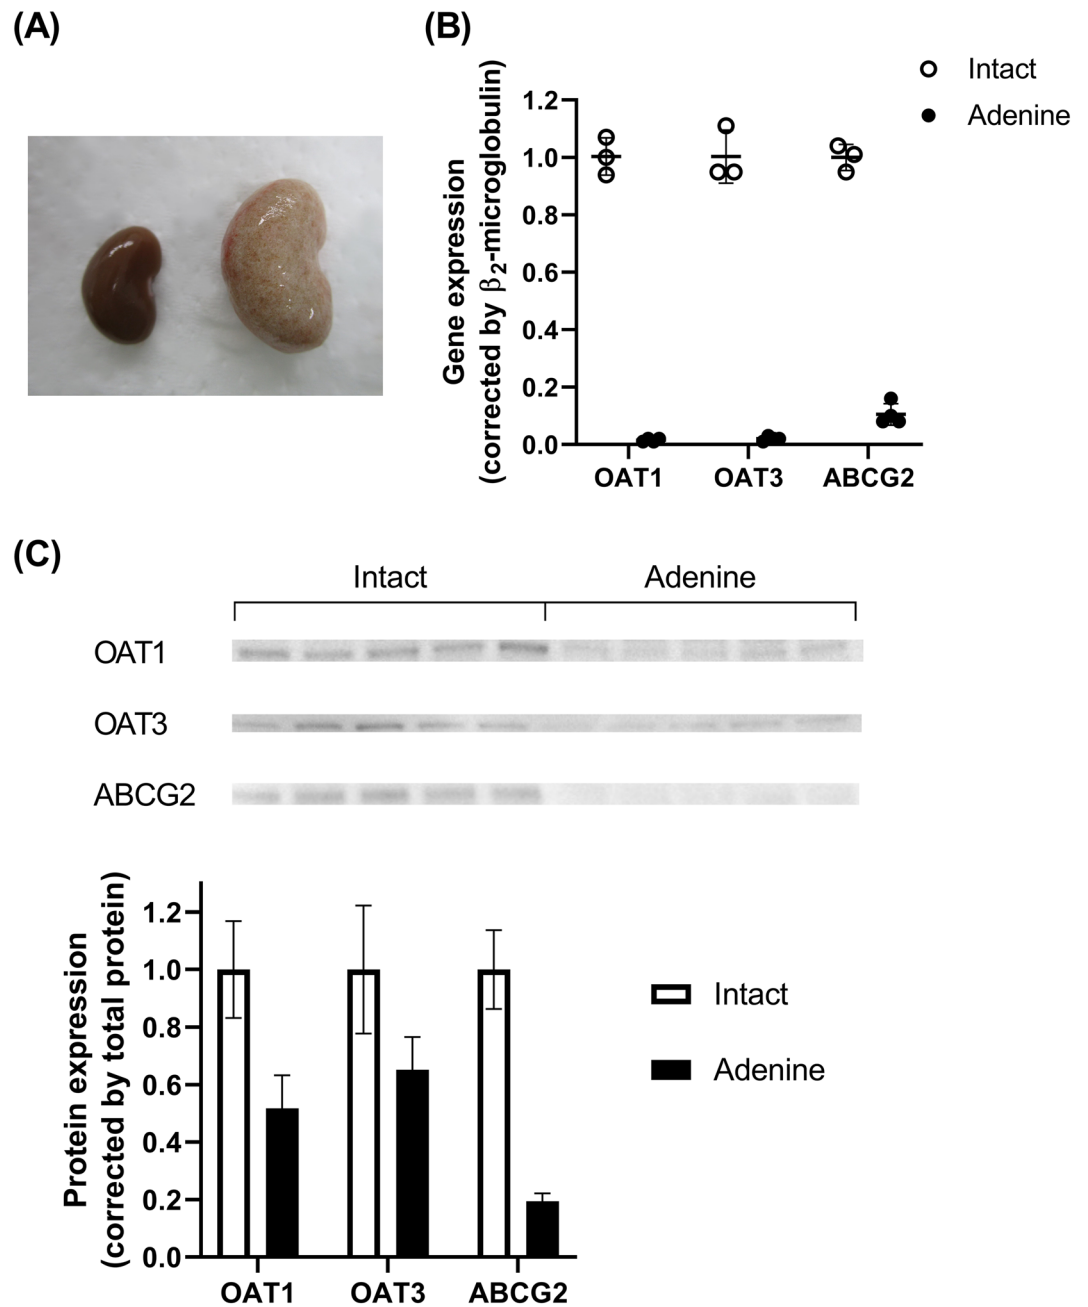 (A)
(B)
Intact
Adenine
Gene expression
(corrected by β₂-microglobulin)
1.2
1.0
0.8
0.6
0.4
0.2
0.0
OAT1 OAT3 ABCG2
(C)
Intact Adenine
OAT1
OAT3
ABCG2
Protein expression
(corrected by total protein)
1.2
1.0
0.8
0.6
0.4
0.2
0.0
OAT1 OAT3 ABCG2
Intact
Adenine